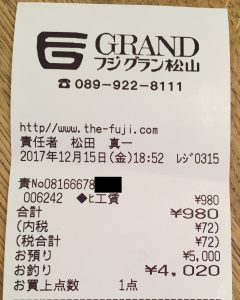 GRAND
フジグラン松山
☎089-922-8111
http//www.the-fuji.com
責任者 松田 真一
2017年12月15日(金)18:52 レジ0315
責No08166678
006242 ◆ヒ工賃 ¥980
合計 ¥980
(内税 ¥72)
(税合計 ¥72)
お預り ¥5,000
お釣り ¥4,020
お買上点数 1点